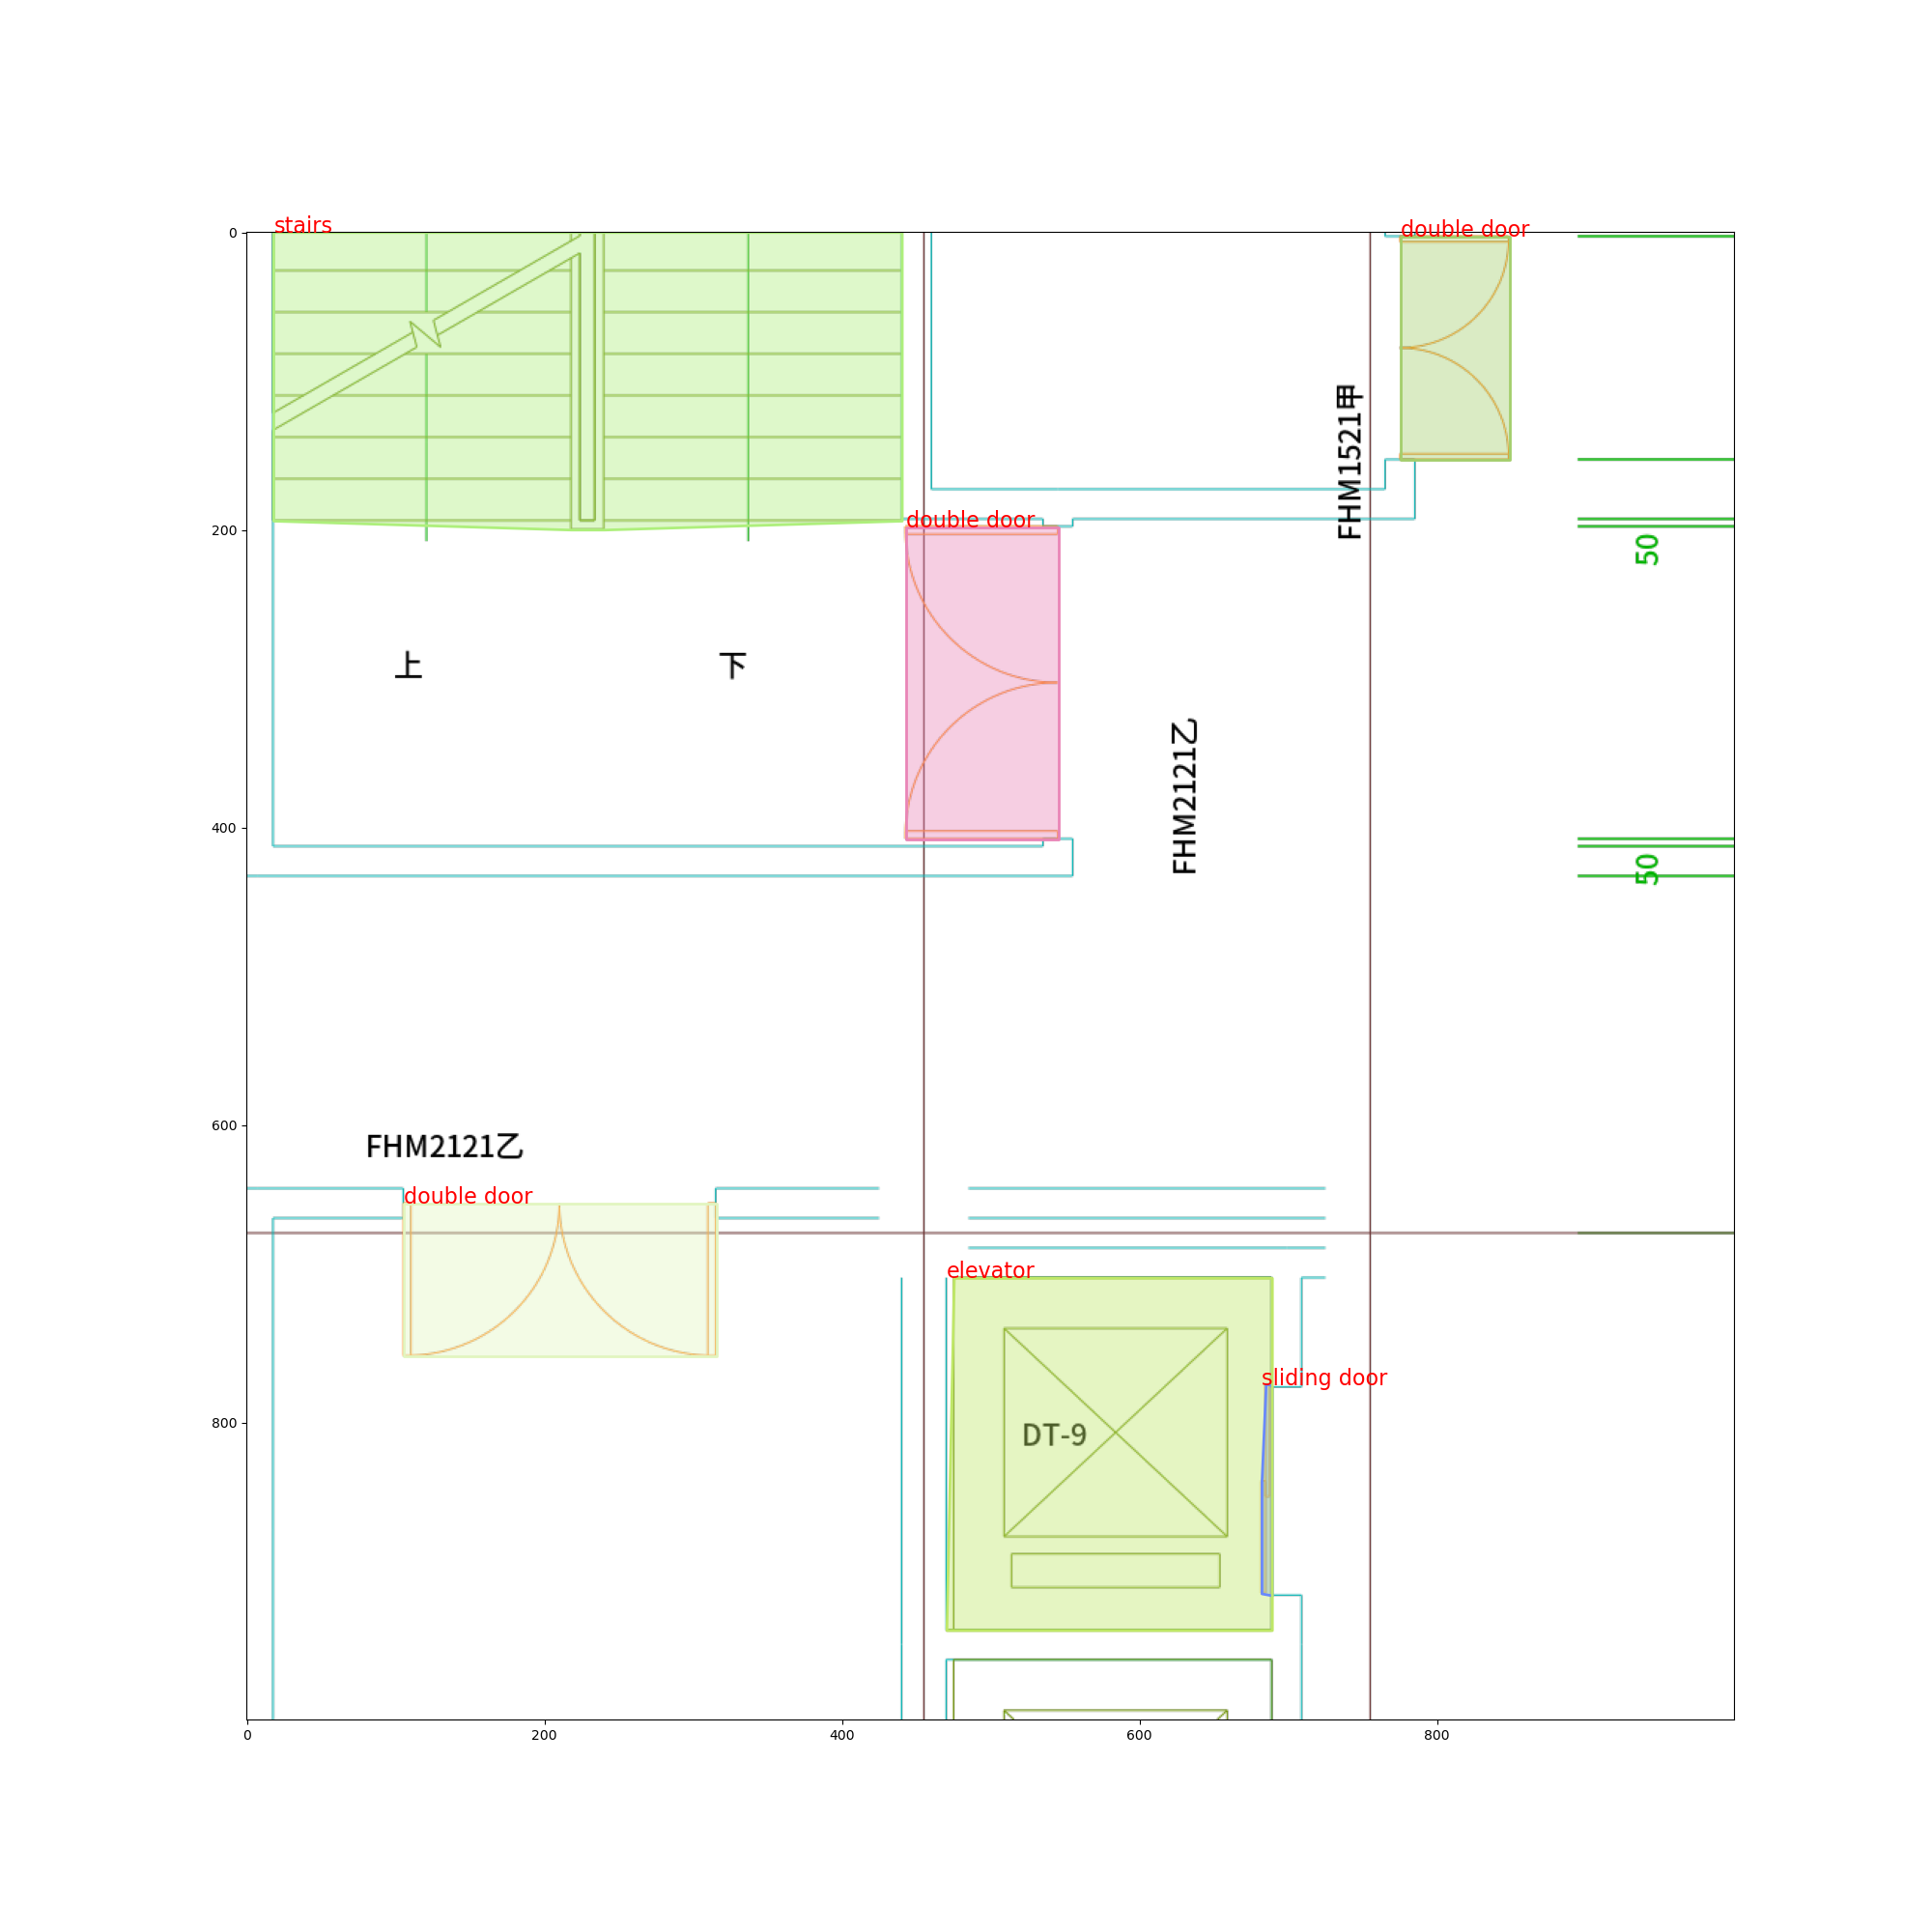 stairs
double door
0
FHM1521甲
200
double door
50
上
下
FHM2121乙
400
50
600
FHM2121乙
double door
elevator
sliding door
800
DT-9
0
200
400
600
800